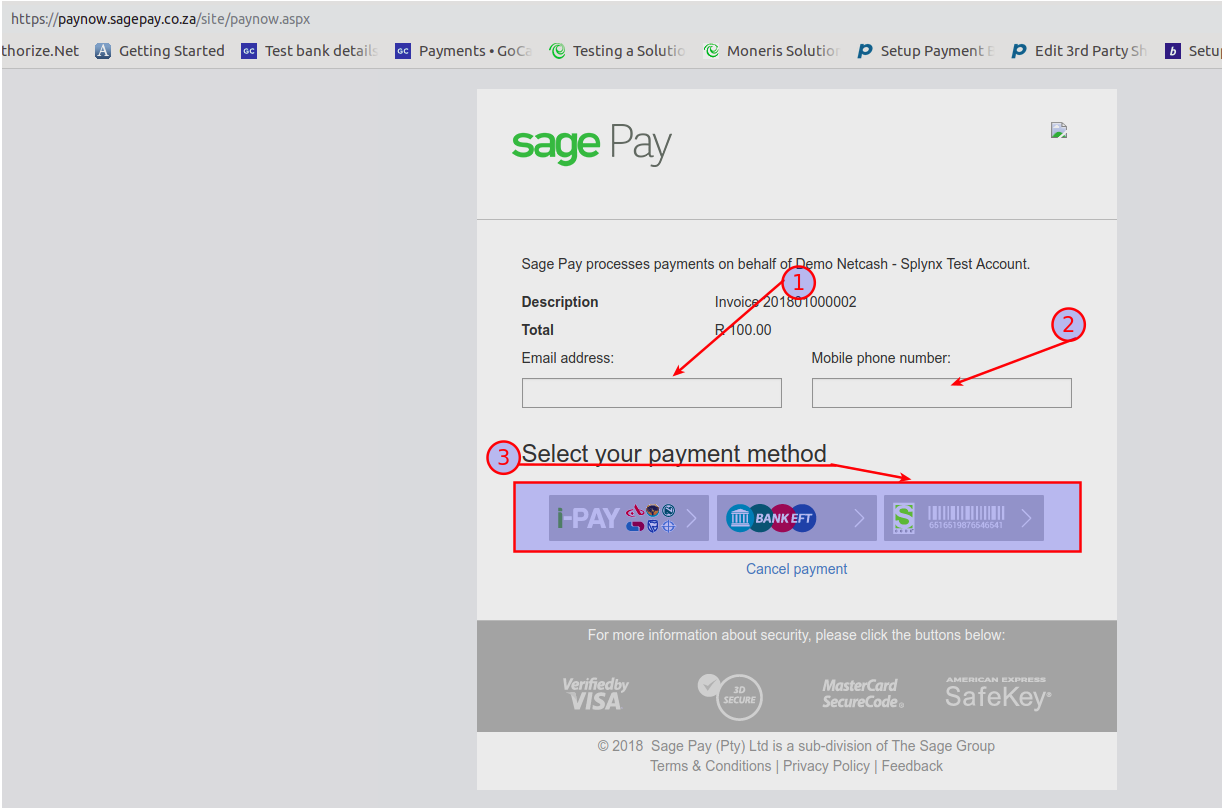 https://paynow.sagepay.co.za/site/paynow.aspx
thorize.Net Getting Started GC Test bank details GC Payments • GoCa Testing a Solutio Moneris Solution Setup Payment E Edit 3rd Party Sh b Setup
sage Pay
Sage Pay processes payments on behalf of Demo Netcash - Splynx Test Account.
1
Description Invoice 201801000002
Total R 100.00
2
Email address: Mobile phone number:
3 Select your payment method
i-PAY BANK EFT 6516519876646641
Cancel payment
For more information about security, please click the buttons below:
Verified by VISA
3D SECURE
MasterCard SecureCode
AMERICAN EXPRESS SafeKey®
© 2018 Sage Pay (Pty) Ltd is a sub-division of The Sage Group
Terms & Conditions | Privacy Policy | Feedback